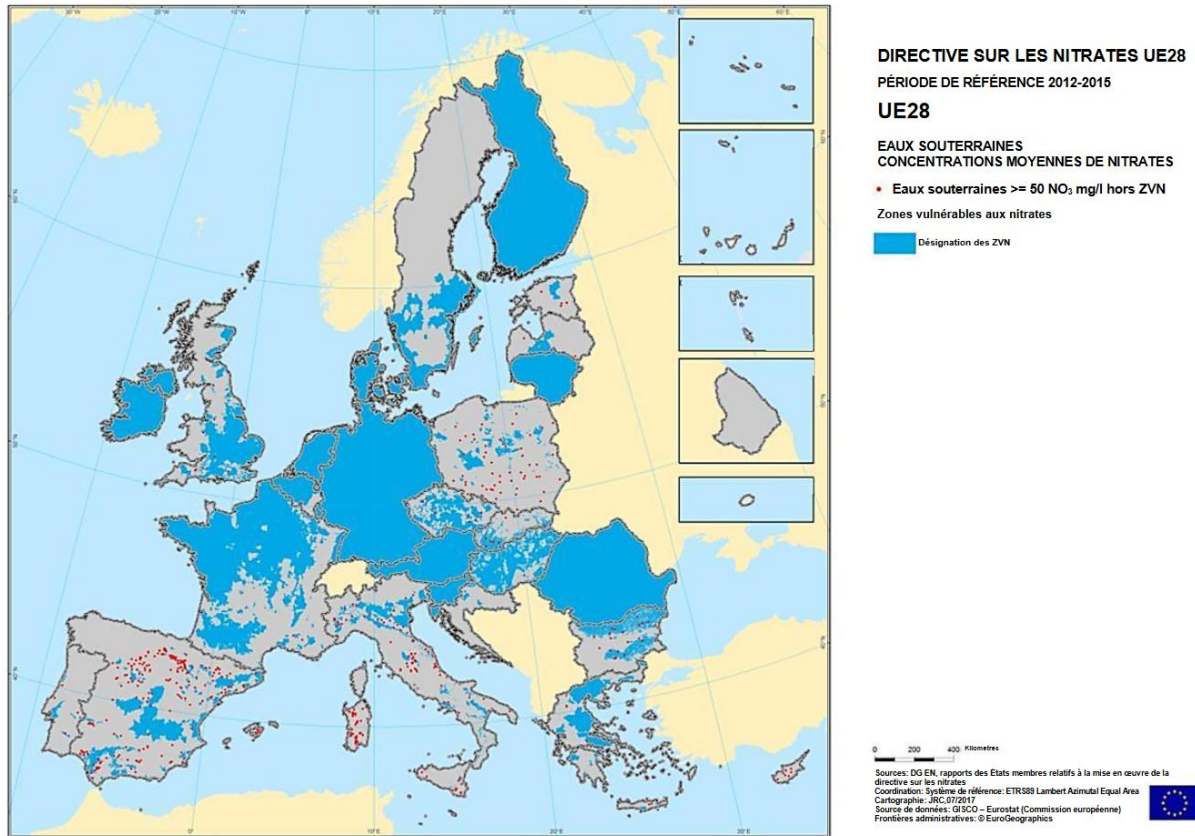 DIRECTIVE SUR LES NITRATES UE28
PÉRIODE DE RÉFÉRENCE 2012-2015
UE28
EAUX SOUTERRAINES
CONCENTRATIONS MOYENNES DE NITRATES
Eaux souterraines >= 50 NO₃ mg/l hors ZVN
Zones vulnérables aux nitrates
Désignation des ZVN
0 200 400 Kilometres
Sources: DG EN, rapports des États membres relatifs à la mise en œuvre de la
directive sur les nitrates
Coordination: Système de référence: ETRS89 Lambert Azimutal Equal Area
Cartographie: JRC,07/2017
Source de données: GISCO – Eurostat (Commission européenne)
Frontières administratives: © EuroGeographics